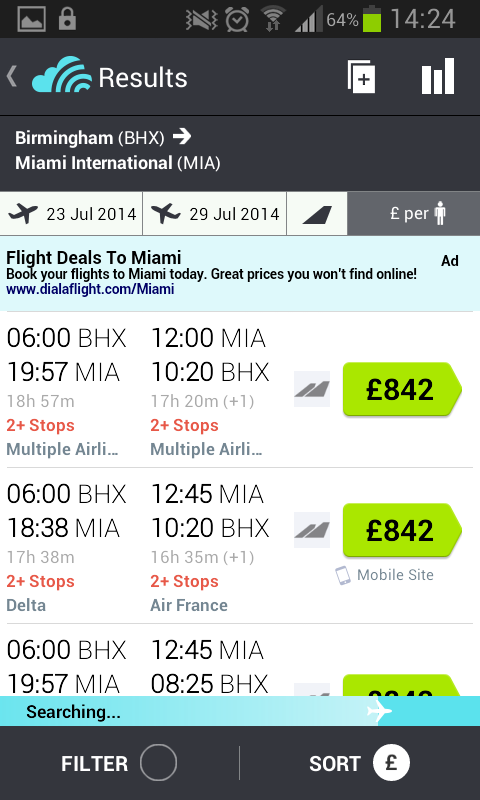 64% 14:24
Results
Birmingham (BHX) →
Miami International (MIA)
23 Jul 2014 29 Jul 2014 £ per
Flight Deals To Miami
Ad
Book your flights to Miami today. Great prices you won't find online!
www.dialaflight.com/Miami
06:00 BHX 12:00 MIA
19:57 MIA 10:20 BHX
£842
18h 57m 17h 20m (+1)
2+ Stops 2+ Stops
Multiple Airli... Multiple Airli...
06:00 BHX 12:45 MIA
18:38 MIA 10:20 BHX
£842
17h 38m 16h 35m (+1)
2+ Stops 2+ Stops
Mobile Site
Delta Air France
06:00 BHX 12:45 MIA
19:57 MIA 08:25 BHX
Searching...
FILTER SORT £